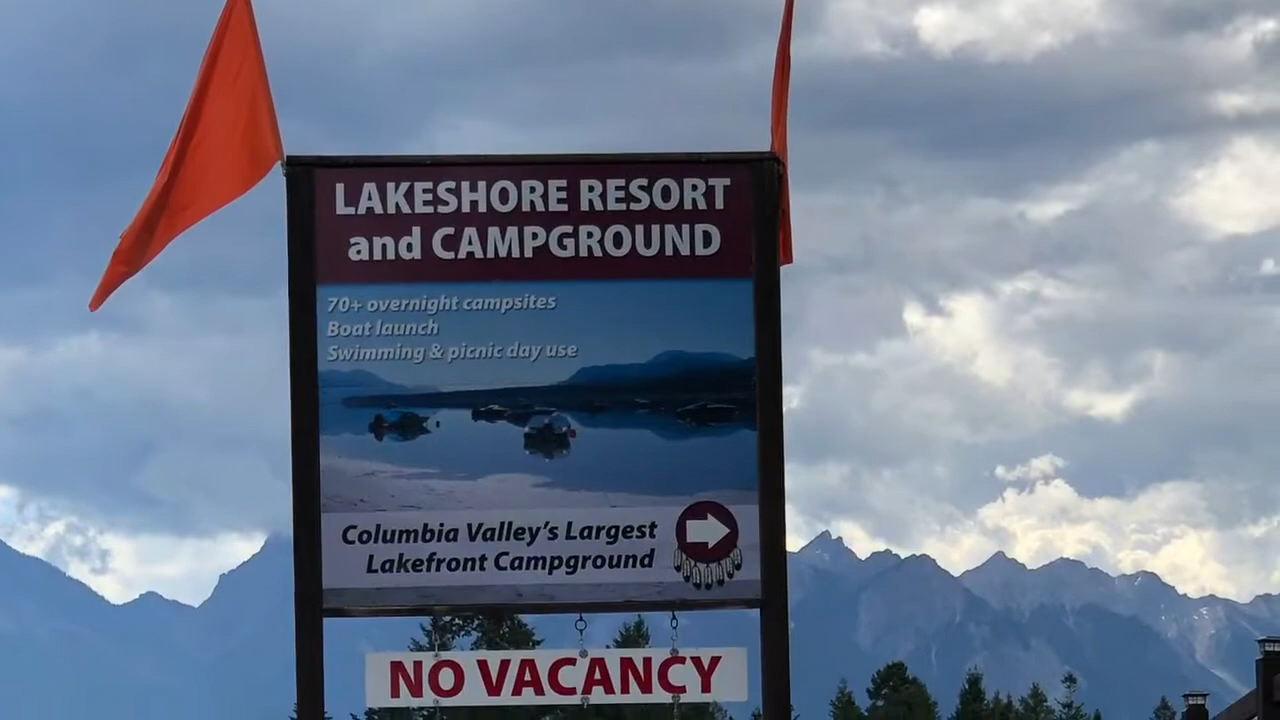 LAKESHORE RESORT
and CAMPGROUND
70+ overnight campsites
Boat launch
Swimming & picnic day use
Columbia Valley's Largest
Lakefront Campground
NO VACANCY